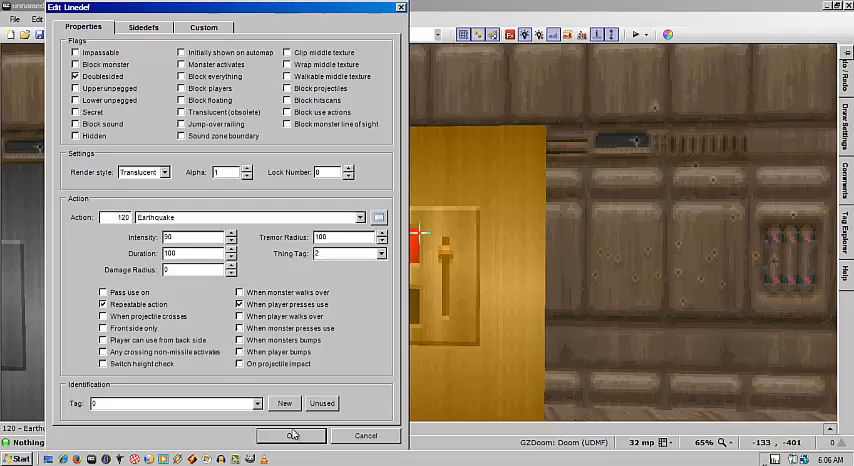 unnamed
Edit Linedef
File
Edi
Properties
Sidedefs
Custom
Flags
Impassable
Block monster
Doublesided
Upper unpegged
Lower unpegged
Secret
Block sound
Hidden
Initially shown on automap
Monster activates
Block everything
Block players
Block floating
Translucent (obsolete)
Jump-over railing
Sound zone boundary
Clip middle texture
Wrap middle texture
Walkable middle texture
Block projectiles
Block hitscans
Block use actions
Block monster line of sight
Settings
Render style: Translucent Alpha: 1 Lock Number: 0
Action
Action: 120 Earthquake
Intensity: 90 Tremor Radius: 100
Duration: 100 Thing Tag: 2
Damage Radius: 0
Pass use on
Repeatable action
When projectile crosses
Front side only
Player can use from back side
Any crossing non-missile activates
Switch height check
When monster walks over
When player presses use
When player walks over
When monster presses use
When monsters bumps
When player bumps
On projectile impact
Identification
Tag: 0 New Unused
Cancel
Draw Settings
Comments
Tag Explorer
Help
120 - Earth
Nothing
GZDoom: Doom (UDMF) 32 mp 65% -133 , -401 0
Start
6:06 AM